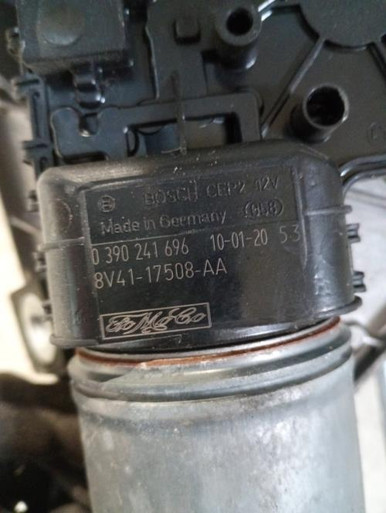 BOSCH CEP2 12V
Made in Germany
0 390 241 696 10-01-20 53
8V41-17508-AA
FoMoCo